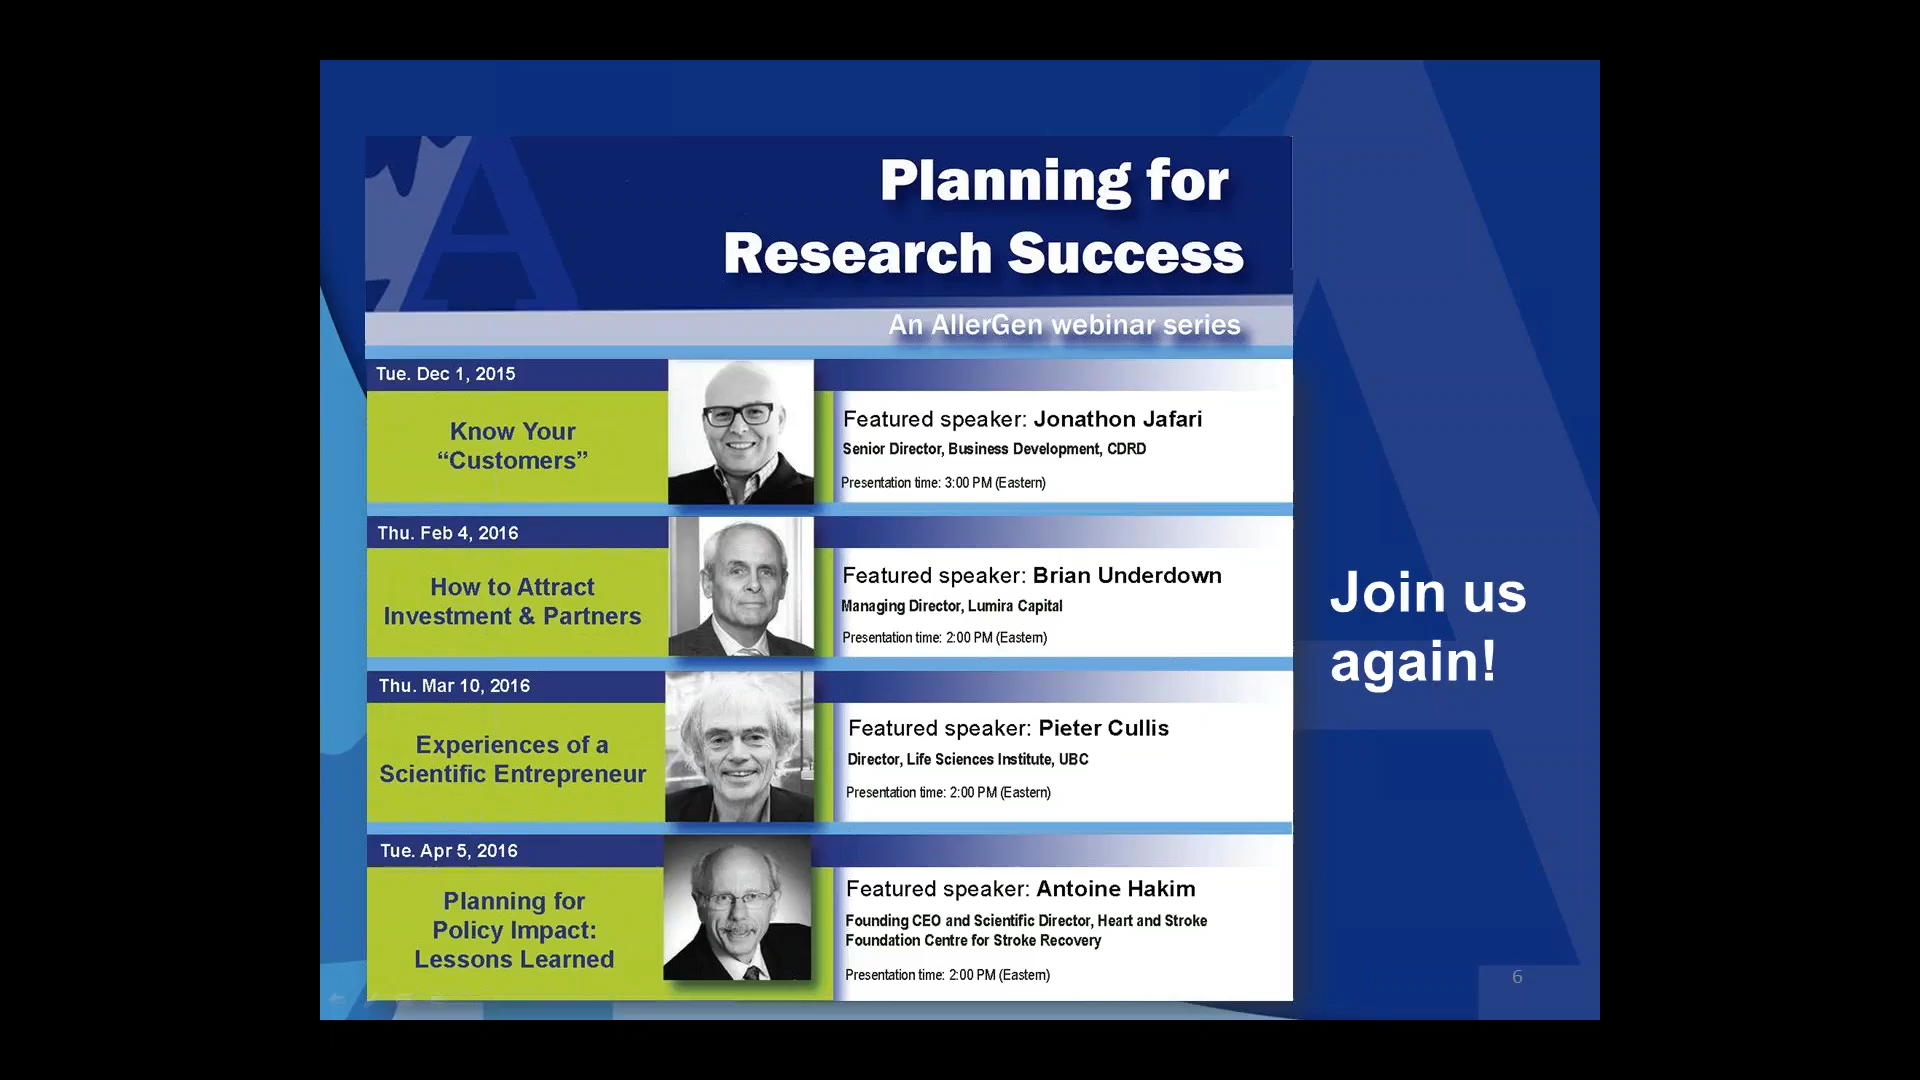 Planning for
Research Success
An AllerGen webinar series
Tue. Dec 1, 2015
Know Your
“Customers”
Featured speaker: Jonathon Jafari
Senior Director, Business Development, CDRD
Presentation time: 3:00 PM (Eastern)
Thu. Feb 4, 2016
How to Attract
Investment & Partners
Featured speaker: Brian Underdown
Managing Director, Lumira Capital
Presentation time: 2:00 PM (Eastern)
Thu. Mar 10, 2016
Experiences of a
Scientific Entrepreneur
Featured speaker: Pieter Cullis
Director, Life Sciences Institute, UBC
Presentation time: 2:00 PM (Eastern)
Tue. Apr 5, 2016
Planning for
Policy Impact:
Lessons Learned
Featured speaker: Antoine Hakim
Founding CEO and Scientific Director, Heart and Stroke
Foundation Centre for Stroke Recovery
Presentation time: 2:00 PM (Eastern)
Join us
again!
6